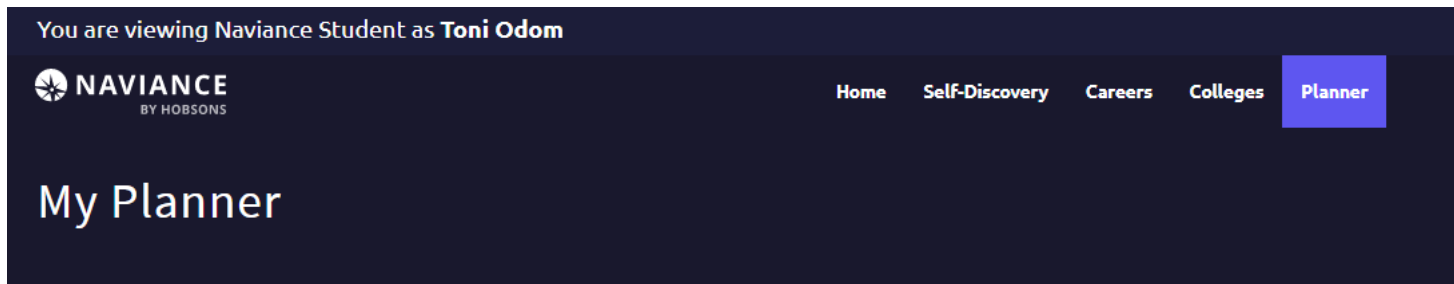 You are viewing Naviance Student as Toni Odom
NAVIANCE
BY HOBSONS
Home Self-Discovery Careers Colleges Planner
My Planner